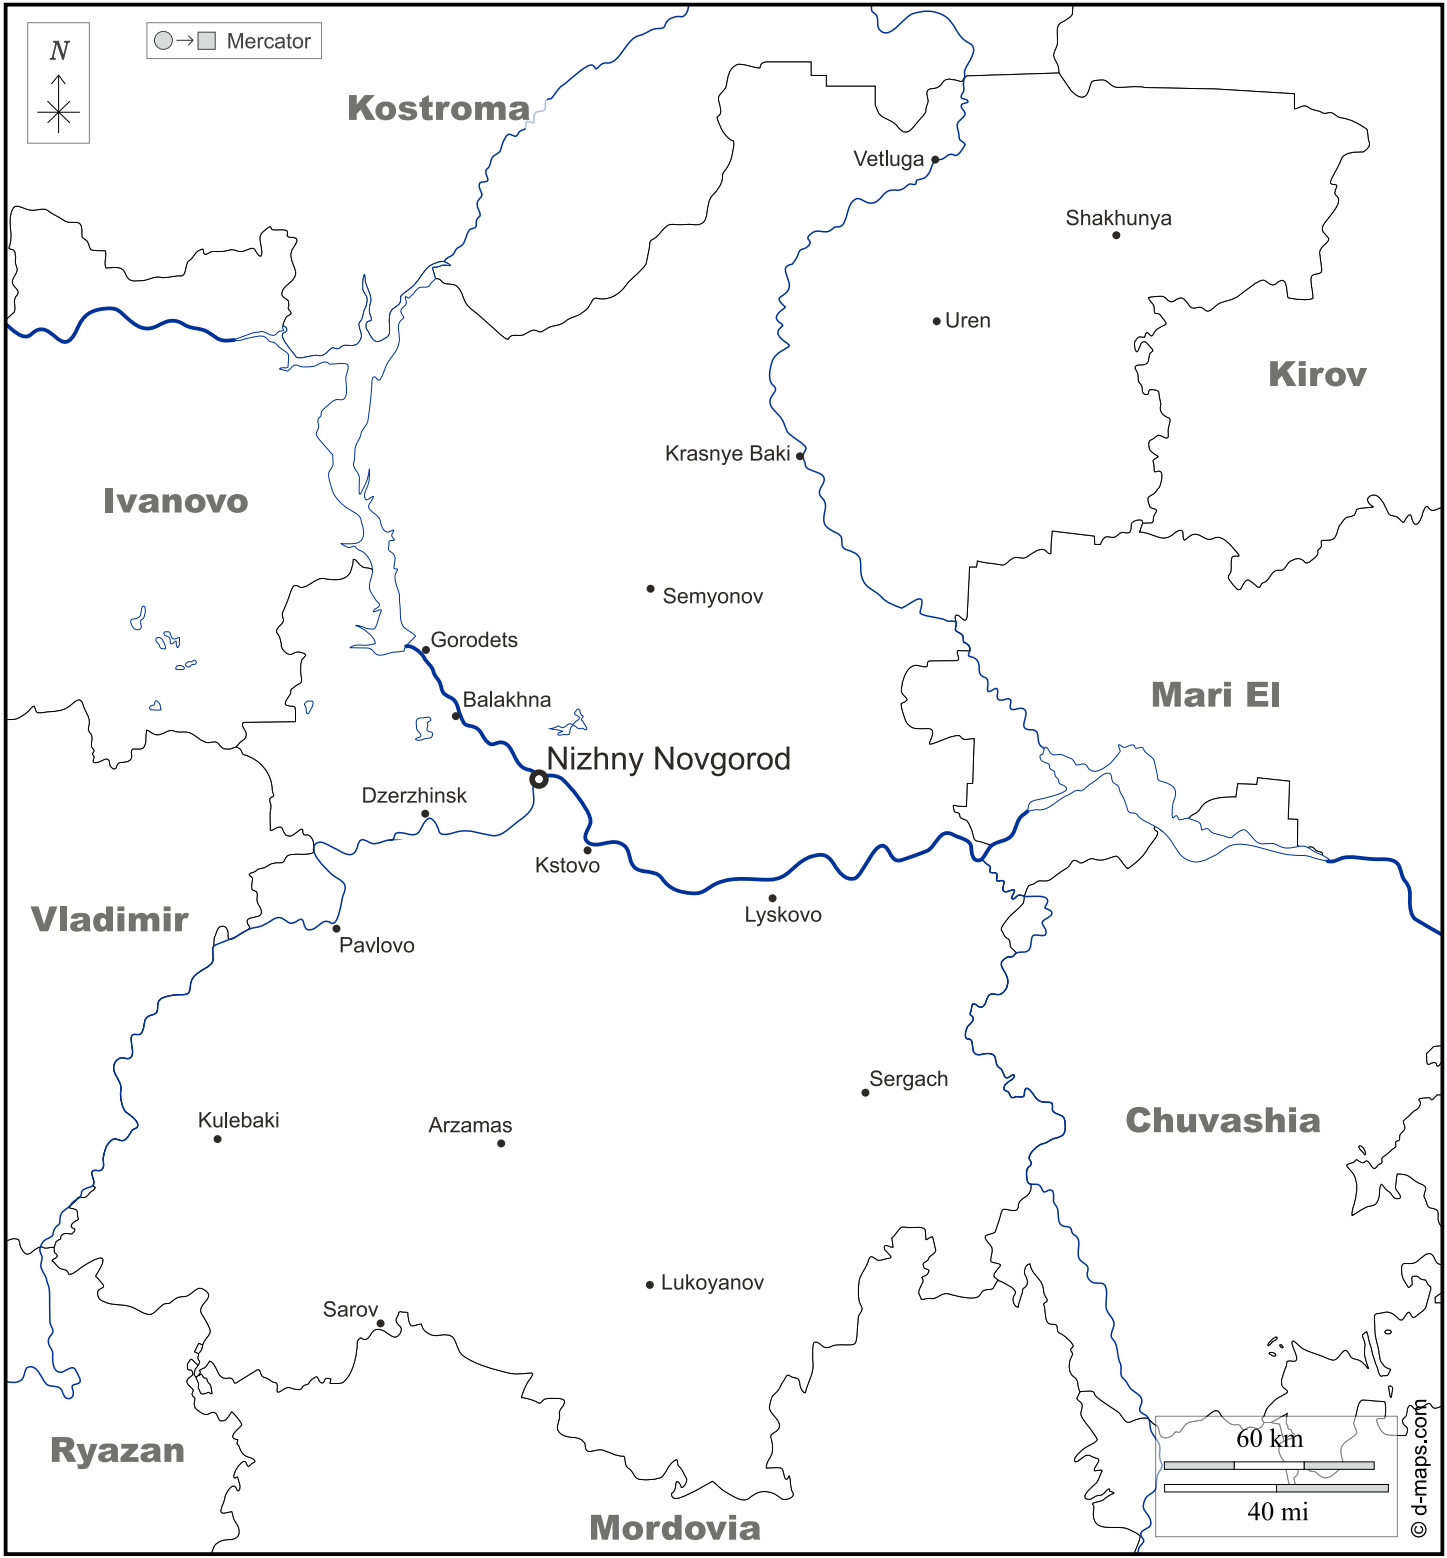 N
Mercator
Kostroma
Vetluga
Shakhunya
Uren
Kirov
Krasnye Baki
Ivanovo
Semyonov
Gorodets
Mari El
Balakhna
Nizhny Novgorod
Dzerzhinsk
Kstovo
Lyskovo
Vladimir
Pavlovo
Sergach
Kulebaki
Arzamas
Chuvashia
Lukoyanov
Sarov
Ryazan
60 km
40 mi
Mordovia
© d-maps.com